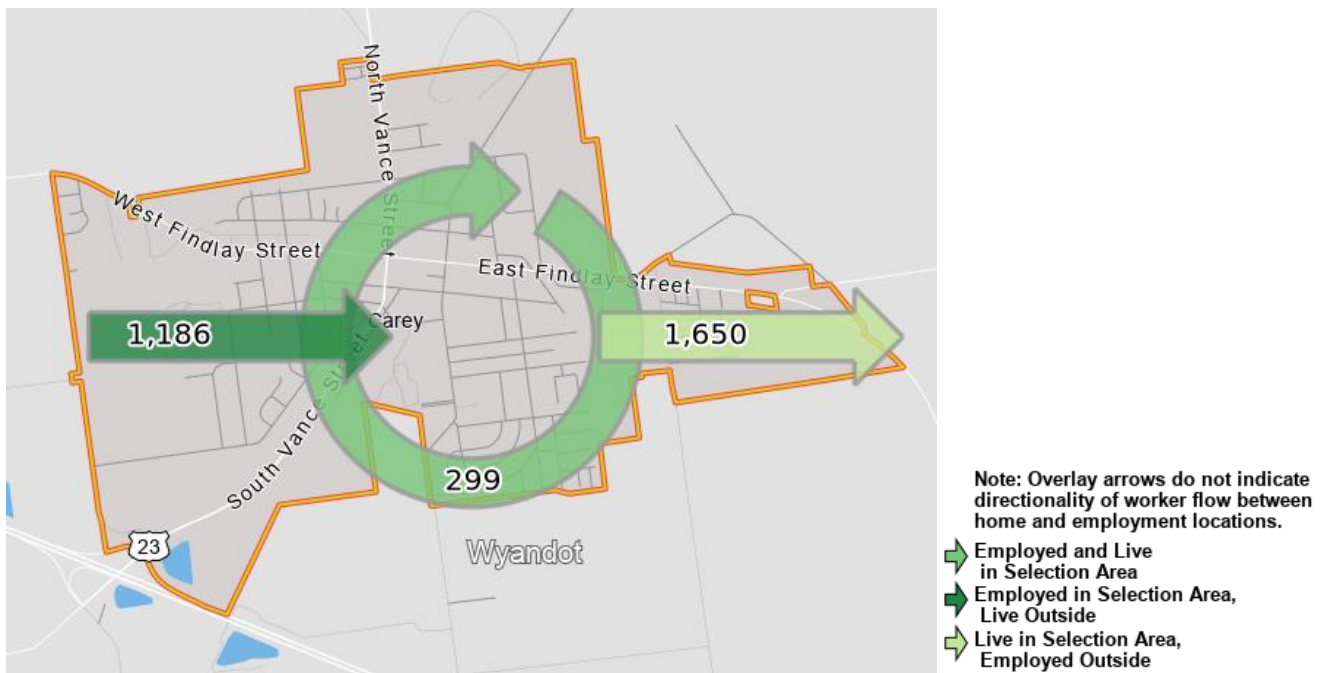 North Vance Street
West Findlay Street
East Findlay Street
1,186
Carey
1,650
South Vance Street
299
23
Wyandot
Note: Overlay arrows do not indicate
directionality of worker flow between
home and employment locations.
Employed and Live
in Selection Area
Employed in Selection Area,
Live Outside
Live in Selection Area,
Employed Outside